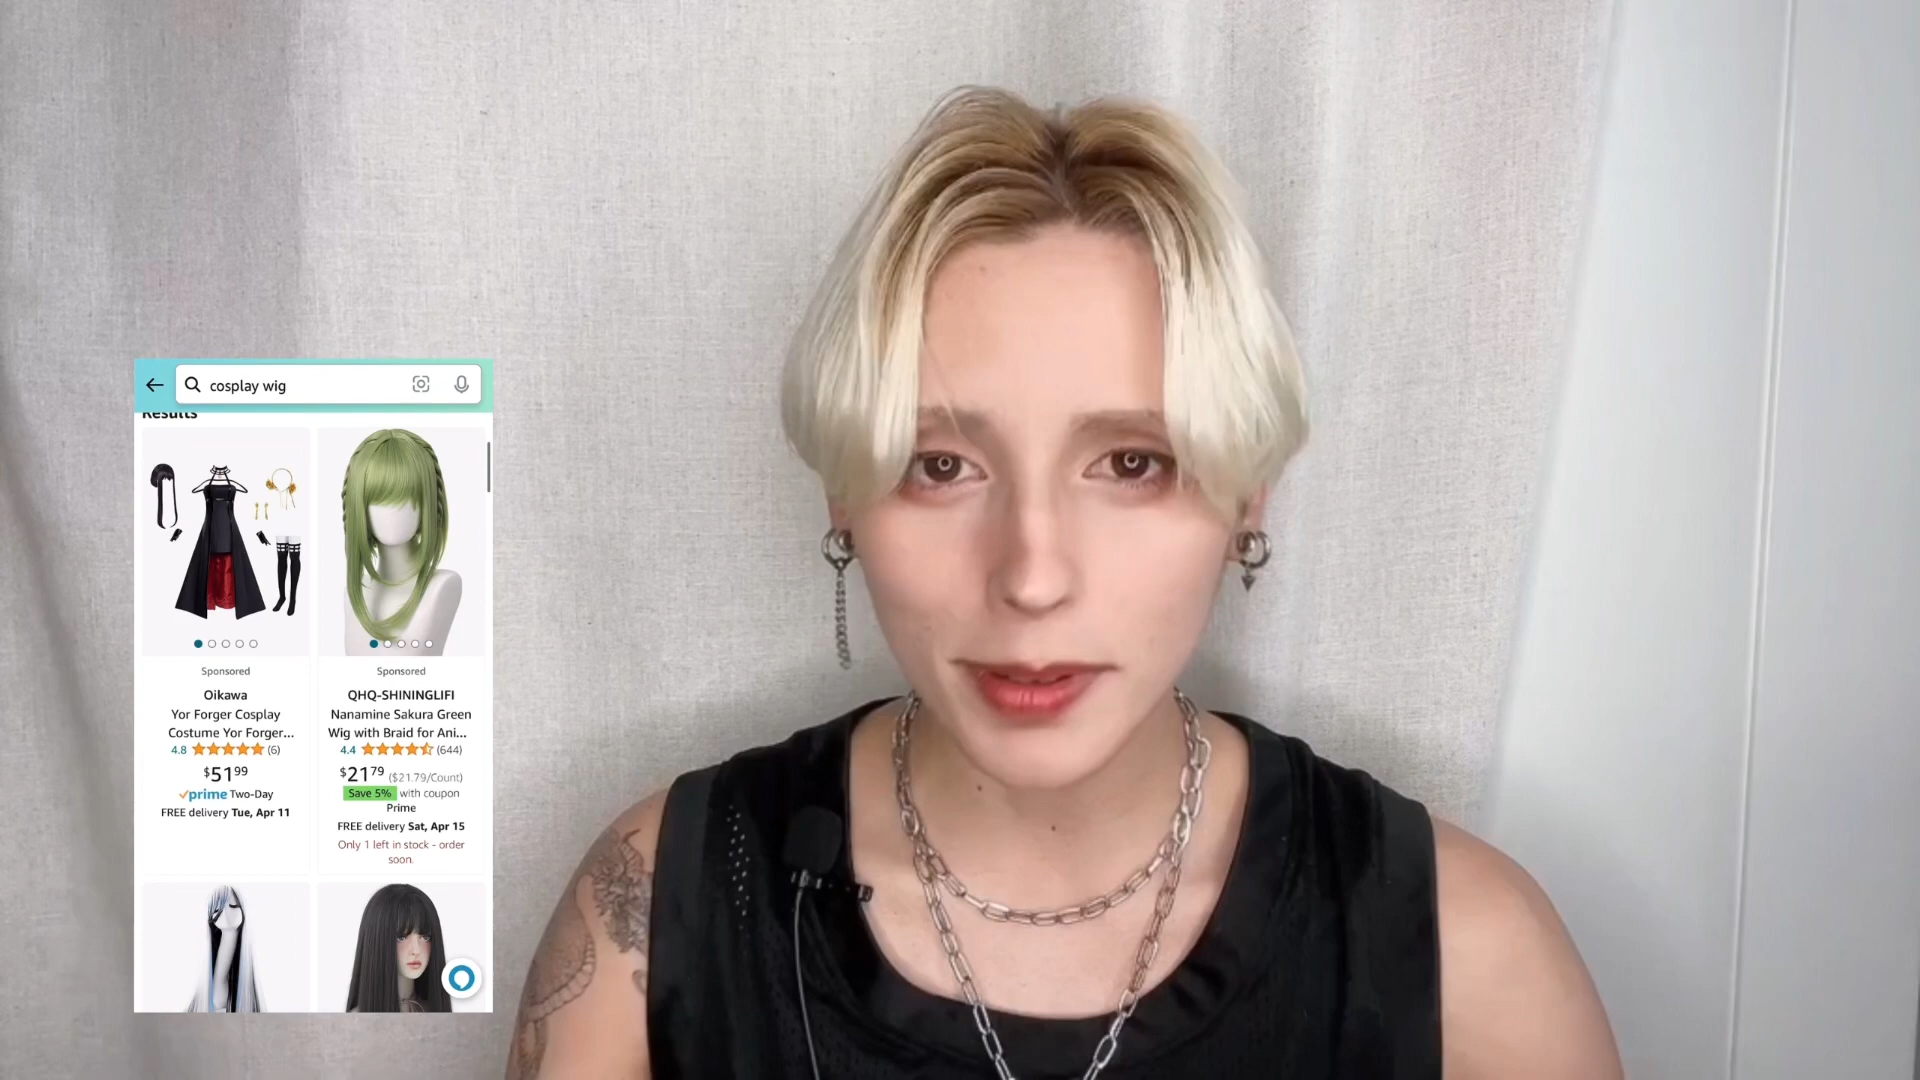 cosplay wig
Results
Sponsored
Oikawa
Yor Forger Cosplay
Costume Yor Forger...
4.8 (6)
$51 99
prime Two-Day
FREE delivery Tue, Apr 11
Sponsored
QHQ-SHININGLIFI
Nanamine Sakura Green
Wig with Braid for Ani...
4.4 (644)
$21 79 ($21.79/Count)
Save 5% with coupon
Prime
FREE delivery Sat, Apr 15
Only 1 left in stock - order
soon.